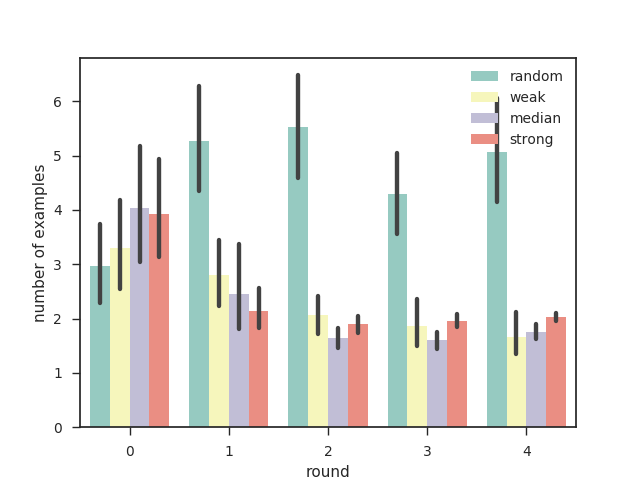 random
weak
median
strong
number of examples
6
5
4
3
2
1
0
0 1 2 3 4
round